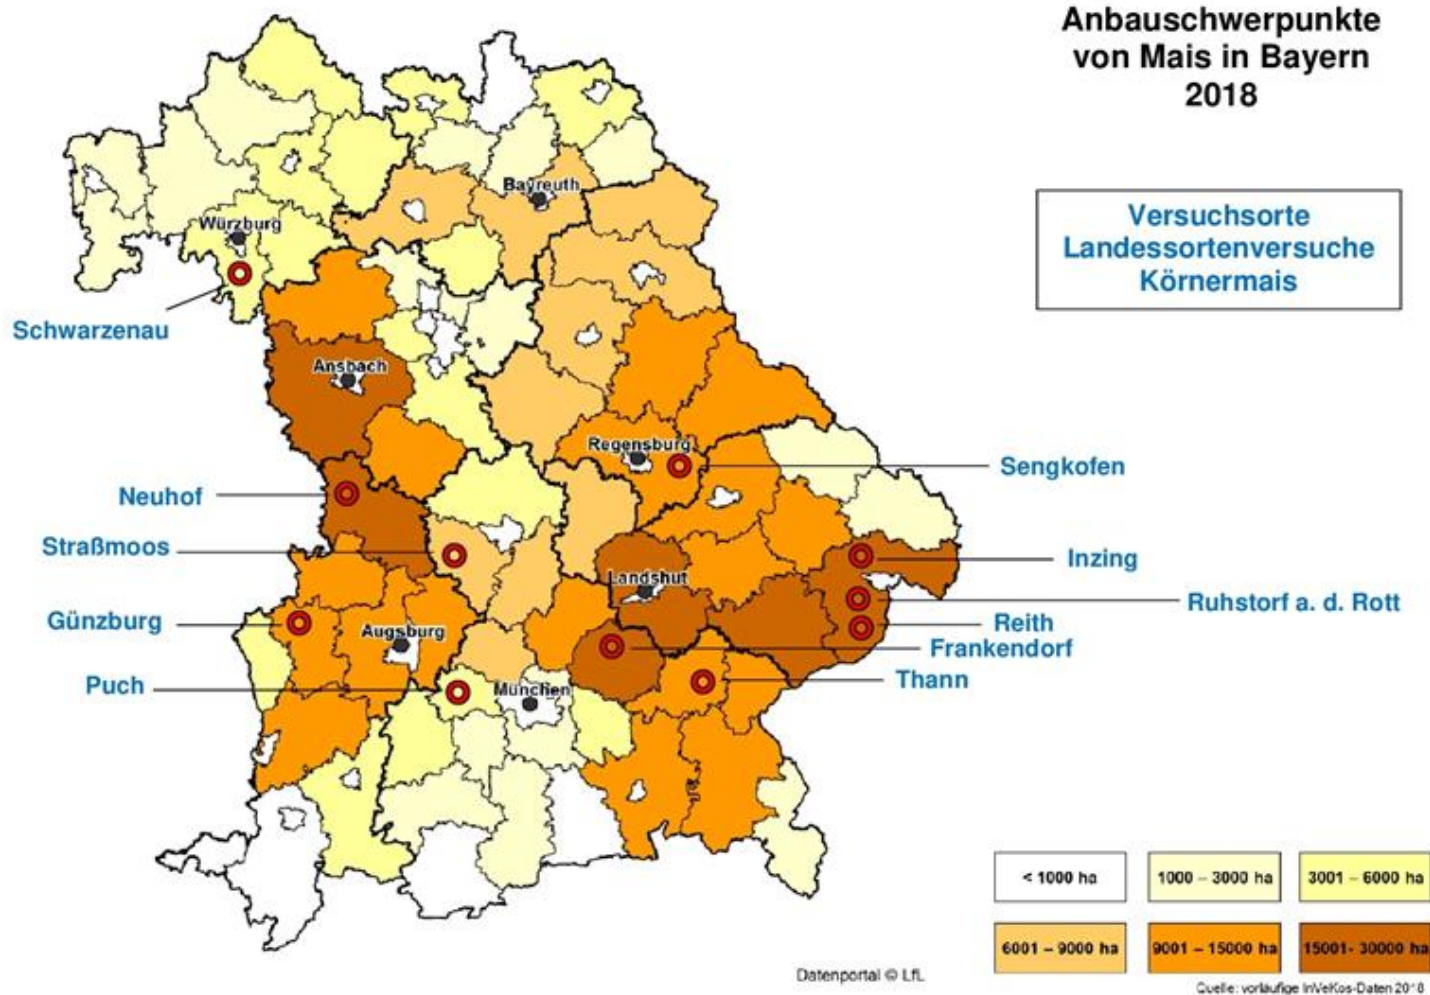 Anbauschwerpunkte
von Mais in Bayern
2018
Versuchsorte
Landessortenversuche
Körnermais
Bayreuth
Würzburg
Schwarzenau
Ansbach
Regensburg
Sengkofen
Neuhof
Straßmoos
Inzing
Landshut
Ruhstorf a. d. Rott
Günzburg
Augsburg
Reith
Frankendorf
Puch
München
Thann
< 1000 ha
1000 – 3000 ha
3001 – 6000 ha
6001 – 9000 ha
9001 – 15000 ha
15001- 30000 ha
Datenportal © LfL
Quelle: vorläufige InVeKos-Daten 2018